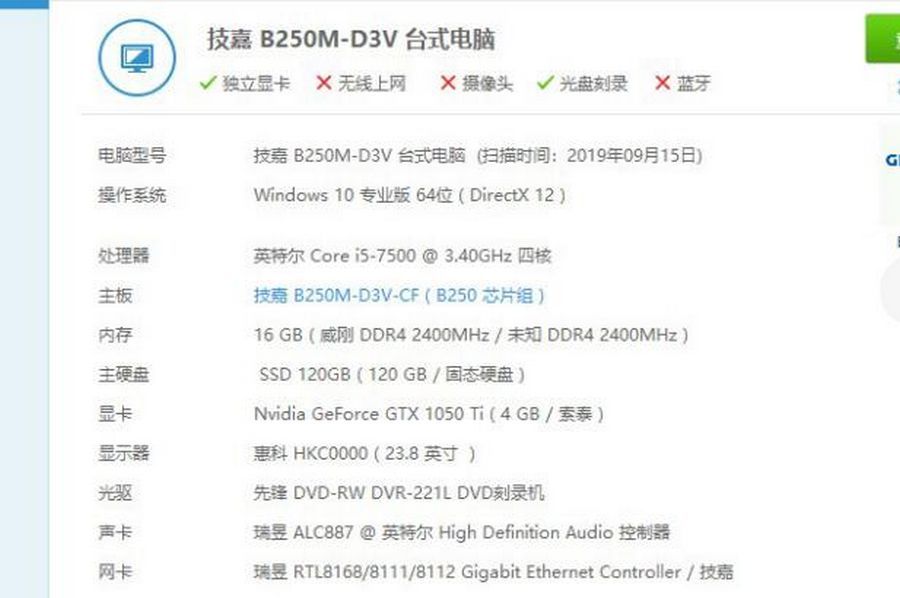 技嘉 B250M-D3V 台式电脑
独立显卡 无线上网 摄像头 光盘刻录 蓝牙
电脑型号 技嘉 B250M-D3V 台式电脑 (扫描时间：2019年09月15日)
操作系统 Windows 10 专业版 64位 ( DirectX 12 )
处理器 英特尔 Core i5-7500 @ 3.40GHz 四核
主板 技嘉 B250M-D3V-CF ( B250 芯片组 )
内存 16 GB ( 威刚 DDR4 2400MHz / 未知 DDR4 2400MHz )
主硬盘 SSD 120GB ( 120 GB / 固态硬盘 )
显卡 Nvidia GeForce GTX 1050 Ti ( 4 GB / 索泰 )
显示器 惠科 HKC0000 ( 23.8 英寸 )
光驱 先锋 DVD-RW DVR-221L DVD刻录机
声卡 瑞昱 ALC887 @ 英特尔 High Definition Audio 控制器
网卡 瑞昱 RTL8168/8111/8112 Gigabit Ethernet Controller / 技嘉